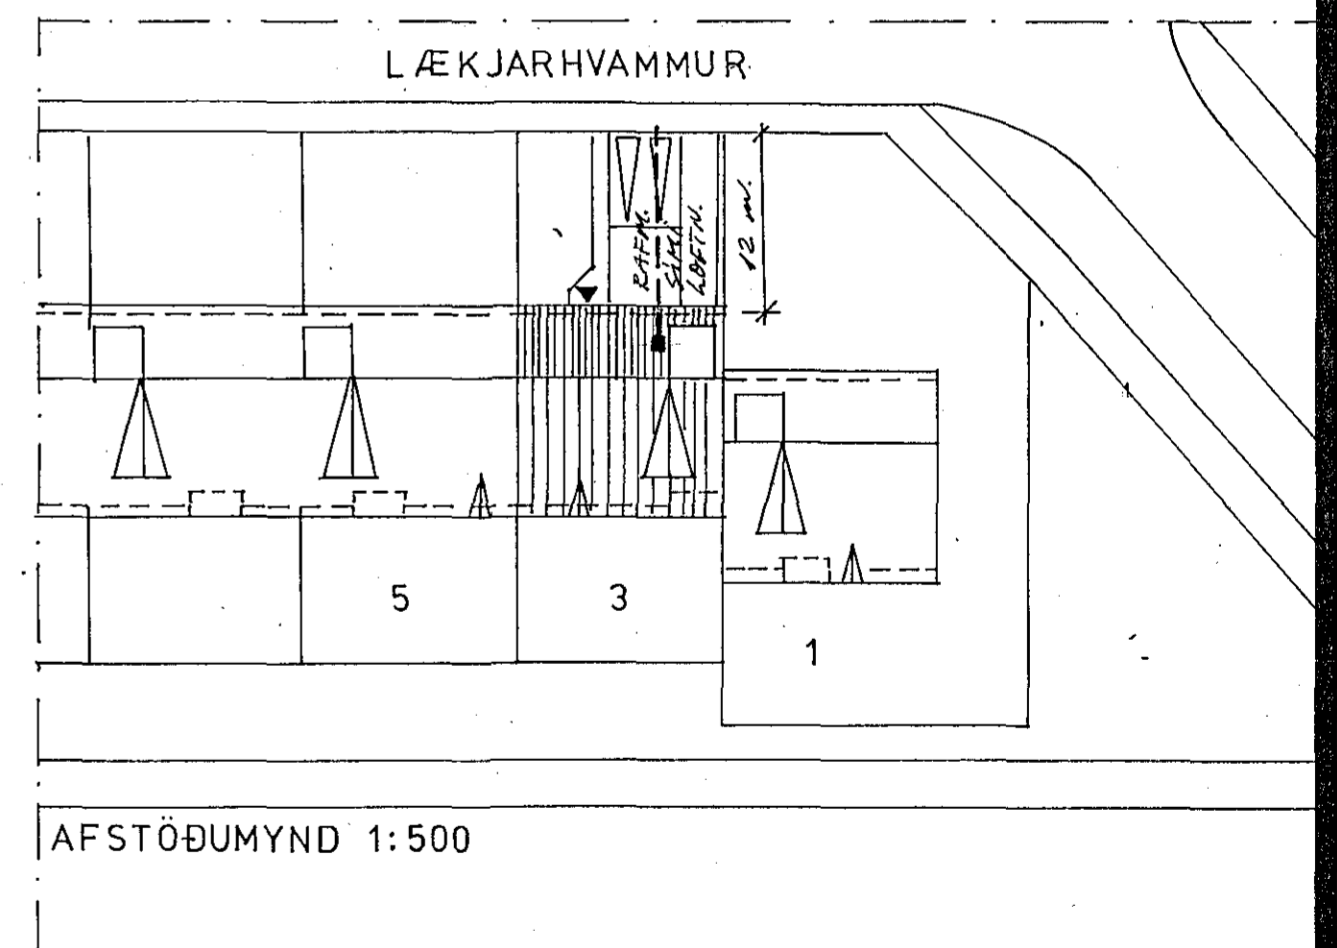 LÆKJARHVAMMUR
RAFM.
SÍMI
LOFTN.
12 m.
5
3
1
AFSTÖÐUMYND 1:500